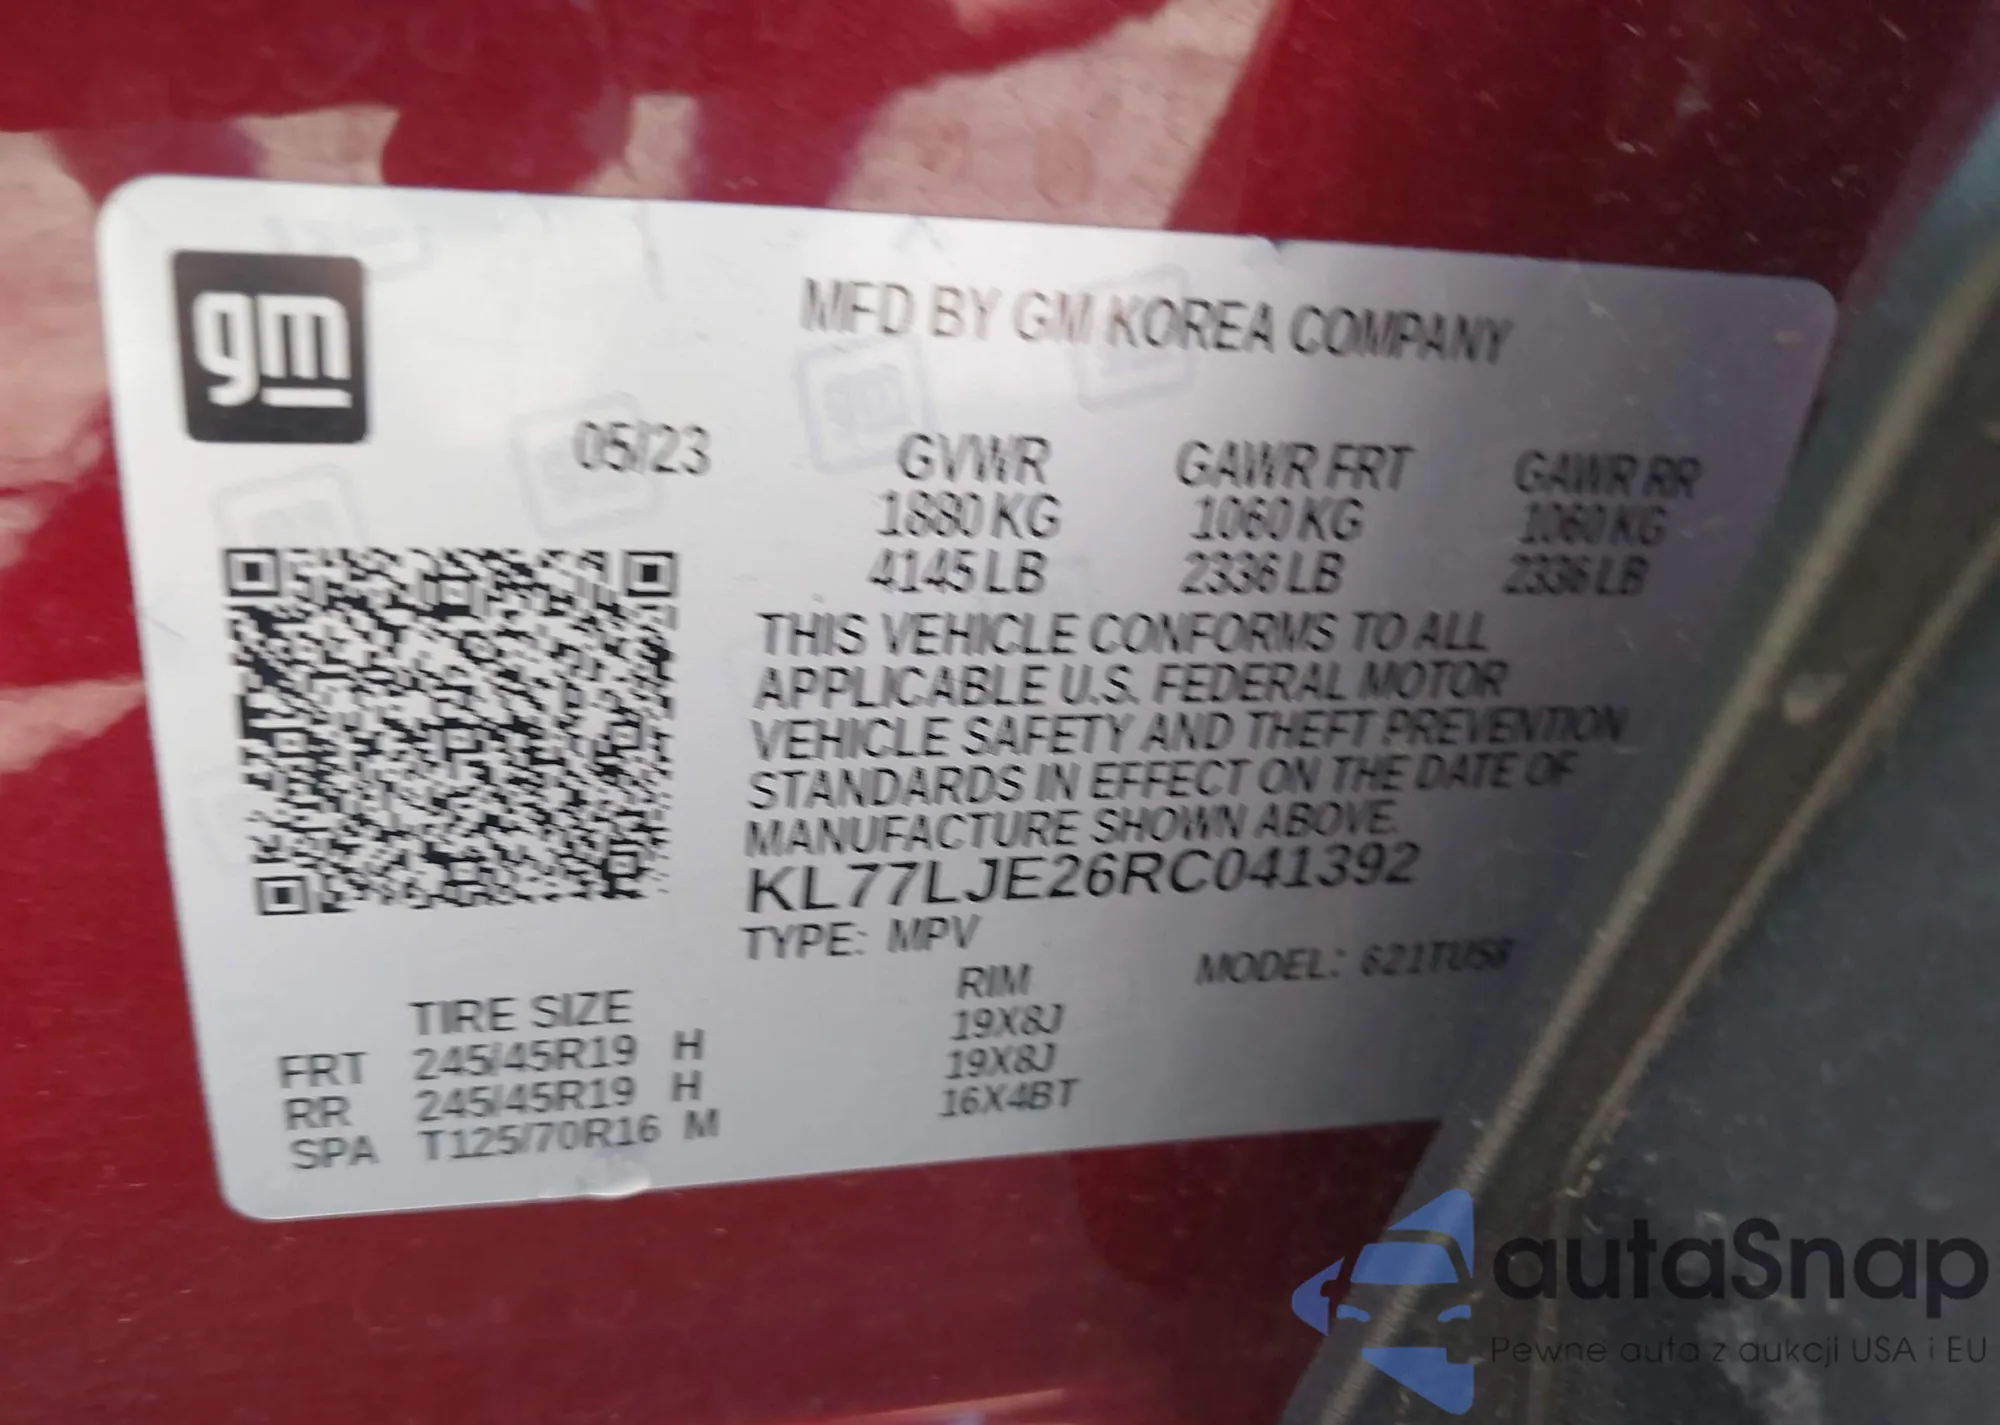 gm
MFD BY GM KOREA COMPANY
05/23
GVWR GAWR FRT GAWR RR
1880 KG 1060 KG 1060 KG
4145 LB 2336 LB 2336 LB
THIS VEHICLE CONFORMS TO ALL
APPLICABLE U.S. FEDERAL MOTOR
VEHICLE SAFETY AND THEFT PREVENTION
STANDARDS IN EFFECT ON THE DATE OF
MANUFACTURE SHOWN ABOVE.
KL77LJE26RC041392
TYPE: MPV MODEL: 621TU58
TIRE SIZE RIM
FRT 245/45R19 H 19X8J
RR 245/45R19 H 19X8J
SPA T125/70R16 M 16X4BT
autaSnap
Pewne auta z aukcji USA i EU